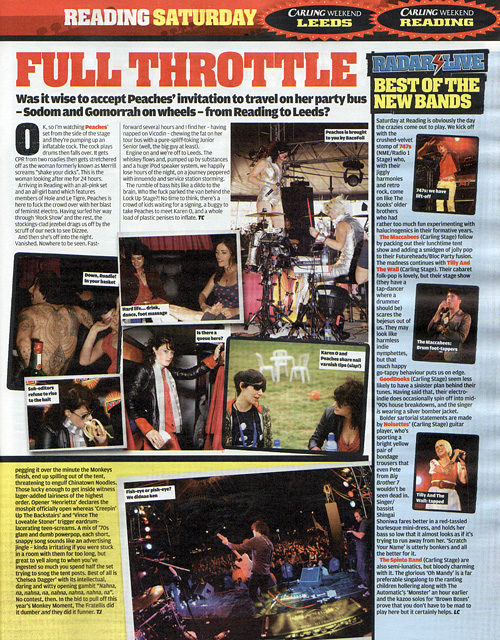 READING SATURDAY
CARLING WEEKEND
LEEDS
CARLING WEEKEND
READING
FULL THROTTLE
Was it wise to accept Peaches' invitation to travel on her party bus
– Sodom and Gomorrah on wheels – from Reading to Leeds?
OK, so I'm watching Peaches'
set from the side of the stage
and they're pumping up an
inflatable cock. The cock plays
drums then falls over. It gets
CPR from two roadies then gets stretchered
off as the woman formerly known as Merrill
screams "shake your dicks". This is the
woman looking after me for 24 hours.
Arriving in Reading with an all-pink set
and an all-girl band which features
members of Hole and Le Tigre, Peaches is
here to fuck the crowd over with her blast
of feminist electro. Having surfed her way
through 'Rock Show' and the rest, the
stockings-clad jezebel drags us off by the
scruff of our neck to see Dizzee.
And then she's off into the night.
Vanished. Nowhere to be seen. Fast-
forward several hours and I find her – having
rapped on Vicodin – chewing the fat on her
tour bus with a porn star looking Junior
Senior (well, the big gay at least).
Engine on and we're off to Leeds. The
whiskey flows and, pumped up by substances
and a huge iPod speaker system, we happily
lose hours of the night, on a journey peppered
with innuendo and service station storming.
The rumble of bass hits like a dildo to the
brain. Who the fuck parked the van behind the
Lock Up Stage?! No time to think, there's a
crowd of kids waiting for a signing, a buggy to
take Peaches to meet Karen O, and a whole
load of plastic penises to inflate. TC
Peaches is brought
to you by RaceFull
Down, Boodle!
in your basket
Hard life... drink,
dance, foot massage
Is there a
queue here?
Sub-editors
refuse to rise
to the bait
Karen O and
Peaches share nail
varnish tips (ulp!)
pegging it over the minute the Monkeys
finish, end up spilling out of the tent,
threatening to engulf Chinatown Noodles.
Those lucky enough to get inside witness
lager-addled lairiness of the highest
order. Opener 'Henrietta' declares the
moshpit officially open whereas 'Creepin'
Up The Backstairs' and 'Vince The
Loveable Stoner' trigger eardrum-
lacerating teen-screams. A mix of '70s
glam and dumb powerpop, each short,
snappy song sounds like an advertising
jingle – kinda irritating if you were stuck
in a room with them for too long, but
great to yell along to when you've
ingested so much you spend half the set
trying to snog the tent posts. Best of all is
'Chelsea Dagger' with its intellectual,
daring and witty opening gambit "Nahna,
na, nahna, na, nahna, nahna, nahna, na".
No contest, then. In the bid to pull off this
year's Monkey Moment, The Fratellis did
it dumber and they did it funner. TJ
Fish-eye or phish-eye?
We didnae ken
RADAR LIVE
BEST OF THE
NEW BANDS
Saturday at Reading is obviously the day
the crazies come out to play. We kick off
with the
crushed-velvet
stomp of 747s
(NME/Radio 1
Stage) who,
with their
jiggly
harmonies
and retro
rock, come
on like The
Kooks' older
brothers
who had
rather too much fun experimenting with
halucinogenics in their formative years.
The Maccabees (Carling Stage) follow
by packing out their lunchtime tent
show and adding a smidgen of jolly pop
to their Futureheads/Bloc Party fusion.
The madness continues with Tilly And
The Wall (Carling Stage). Their cabaret
folk-pop is lovely, but their stage show
(they have a
tap-dancer
where a
drummer
should be)
scares the
bejesus out of
us. They may
look like
harmless
indie
nymphettes,
but that
much happy
go-tappy behaviour puts us on edge.
GoodBooks (Carling Stage) seem less
likely to have a sinister plan behind their
tunes. Having said that, their electro-
indie does occasionally spin off into mid-
'90s house breakdowns, and the singer
is wearing a silver bomber jacket.
Bolder sartorial statements are made
by Noisettes' (Carling Stage) guitar
player, who's
sporting a
bright yellow
pair of
bondage
trousers that
even Pete
from Big
Brother 7
wouldn't be
seen dead in.
Singer/
bassist
Shingai
Shoniwa fares better in a red-tassled
burlesque mini-dress, and holds her
bass so low that it almost looks as if it's
trying to run away from her. 'Scratch
Your Name' is utterly bonkers and all
the better for it.
The Spinto Band (Carling Stage) are
also semi-lunatics, but bloody charming
with it. The glorious 'Oh Mandy' is a far
preferable singalong to the ranting
children hollering along with The
Automatic's 'Monster' an hour earlier
and the kazoo solos for 'Brown Boxes'
prove that you don't have to be mad to
play here but it certainly helps. LC
747s: we have
lift-off
The Maccabees:
Drum foot-tappers
Tilly And The
Wall: tapped